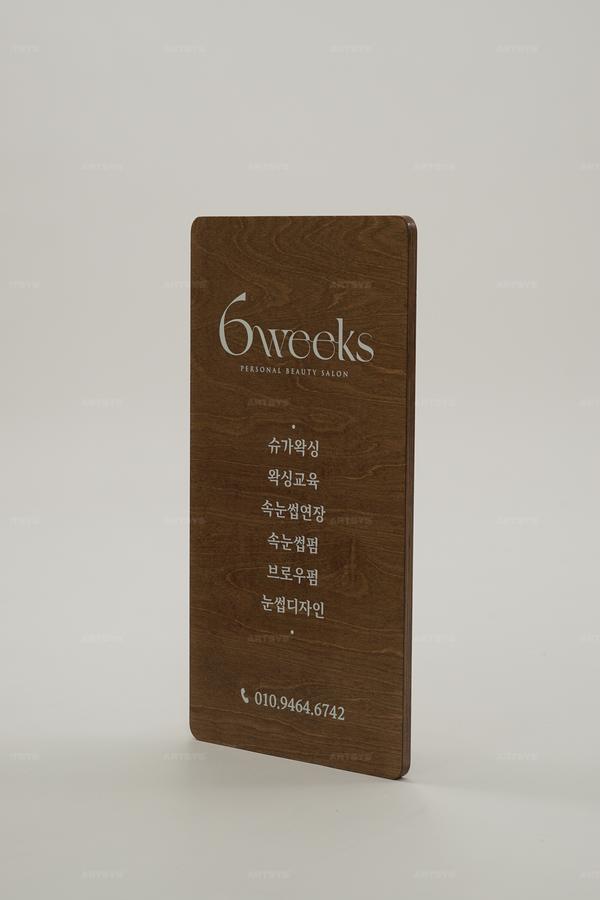 6weeks
PERSONAL BEAUTY SALON
슈가왁싱
왁싱교육
속눈썹연장
속눈썹펌
브로우펌
눈썹디자인
010.9464.6742
ARTSYS